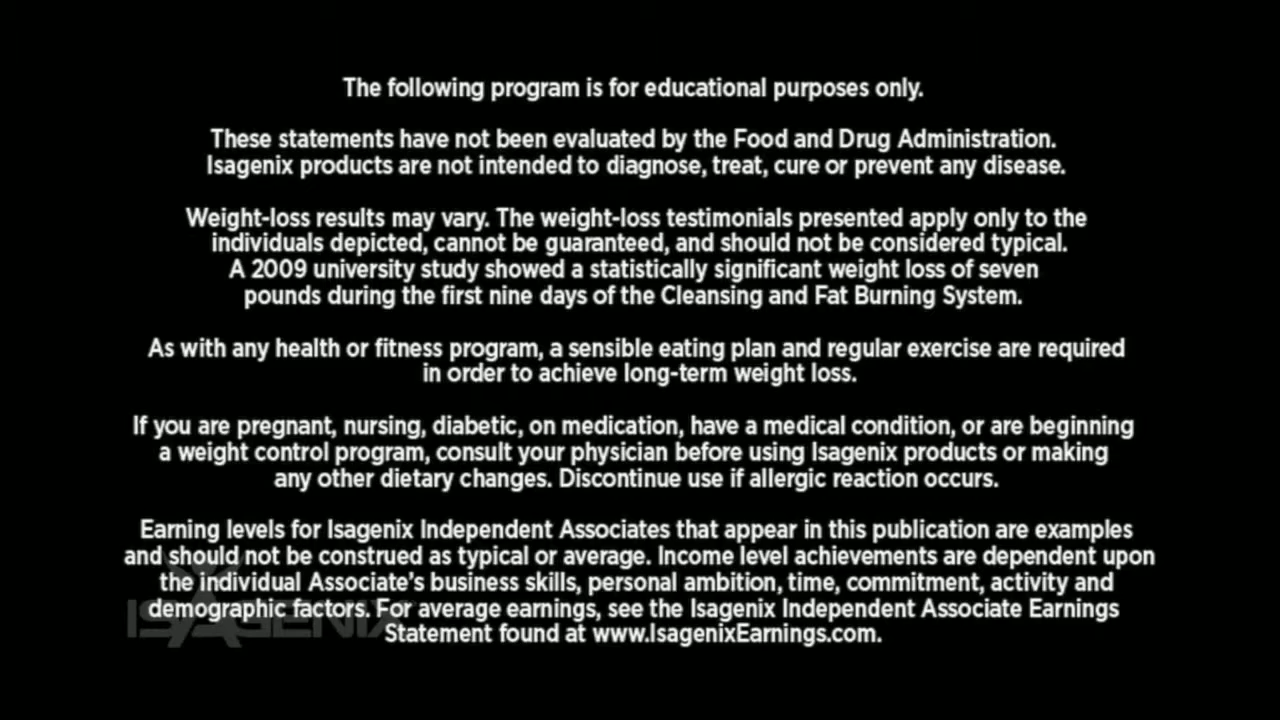 The following program is for educational purposes only.
These statements have not been evaluated by the Food and Drug Administration.
Isagenix products are not intended to diagnose, treat, cure or prevent any disease.
Weight-loss results may vary. The weight-loss testimonials presented apply only to the
individuals depicted, cannot be guaranteed, and should not be considered typical.
A 2009 university study showed a statistically significant weight loss of seven
pounds during the first nine days of the Cleansing and Fat Burning System.
As with any health or fitness program, a sensible eating plan and regular exercise are required
in order to achieve long-term weight loss.
If you are pregnant, nursing, diabetic, on medication, have a medical condition, or are beginning
a weight control program, consult your physician before using Isagenix products or making
any other dietary changes. Discontinue use if allergic reaction occurs.
Earning levels for Isagenix Independent Associates that appear in this publication are examples
and should not be construed as typical or average. Income level achievements are dependent upon
the individual Associate's business skills, personal ambition, time, commitment, activity and
demographic factors. For average earnings, see the Isagenix Independent Associate Earnings
Statement found at www.IsagenixEarnings.com.
ISAGENIX